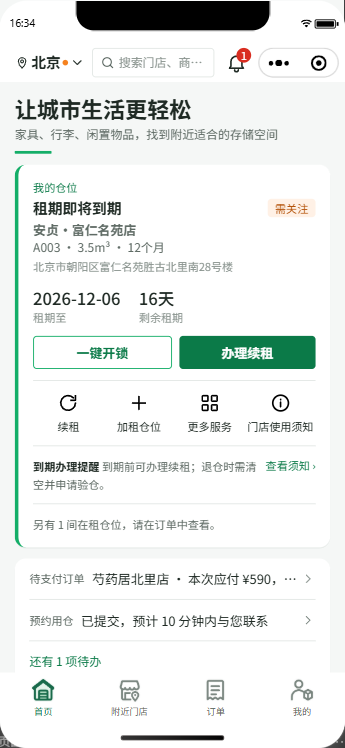 16:34
北京
搜索门店、商…
1
让城市生活更轻松
家具、行李、闲置物品，找到附近适合的存储空间
我的仓位
租期即将到期
需关注
安贞·富仁名苑店
A003 · 3.5m³ · 12个月
北京市朝阳区富仁名苑胜古北里南28号楼
2026-12-06
16天
租期至
剩余租期
一键开锁
办理续租
续租
加租仓位
更多服务
门店使用须知
到期办理提醒 到期前可办理续租；退仓时需清空并申请验仓。
查看须知 ›
另有 1 间在租仓位，请在订单中查看。
待支付订单 芍药居北里店 · 本次应付 ¥590，…
预约用仓 已提交，预计 10 分钟内与您联系
还有 1 项待办
首页
附近门店
订单
我的